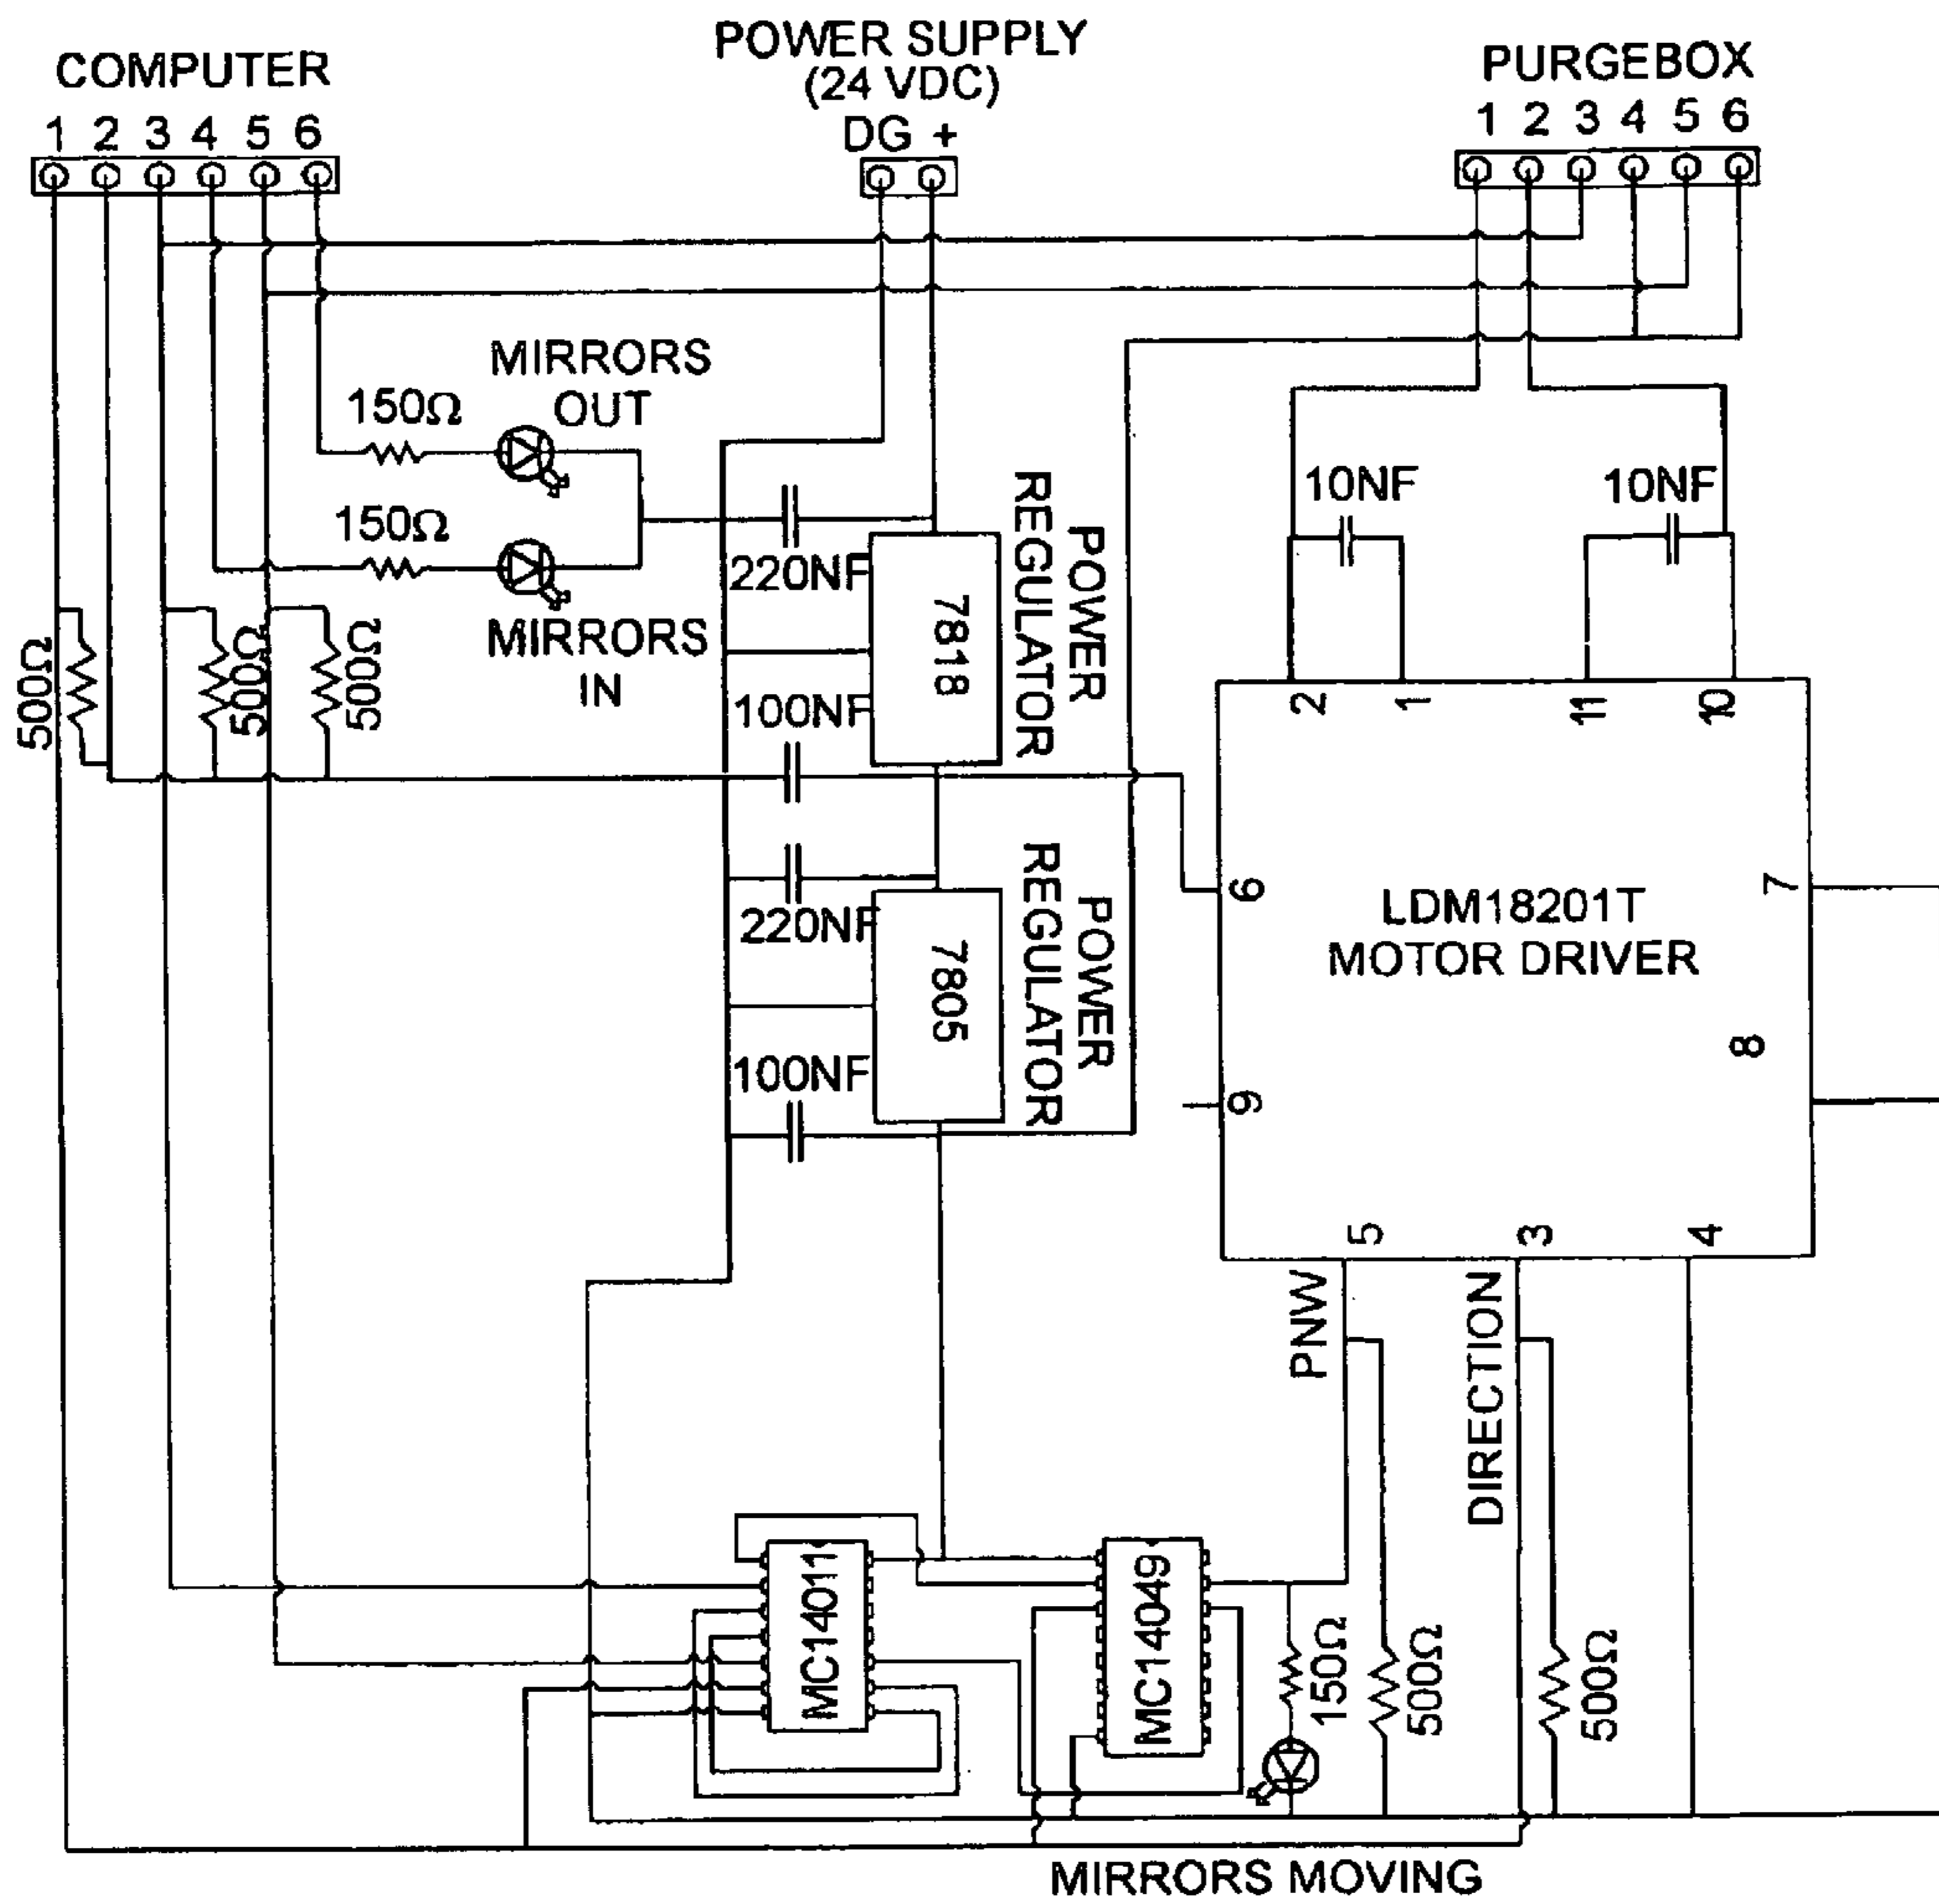 COMPUTER
1 2 3 4 5 6
POWER SUPPLY
(24 VDC)
DG +
PURGEBOX
1 2 3 4 5 6
MIRRORS
OUT
150Ω
150Ω
MIRRORS
IN
500Ω
500Ω
500Ω
220NF
7818
POWER
REGULATOR
100NF
220NF
7805
POWER
REGULATOR
100NF
10NF
10NF
2
1
11
10
6
7
LDM18201T
MOTOR DRIVER
8
9
5
3
4
PNW
DIRECTION
MC14011
MC14049
150Ω
500Ω
500Ω
MIRRORS MOVING